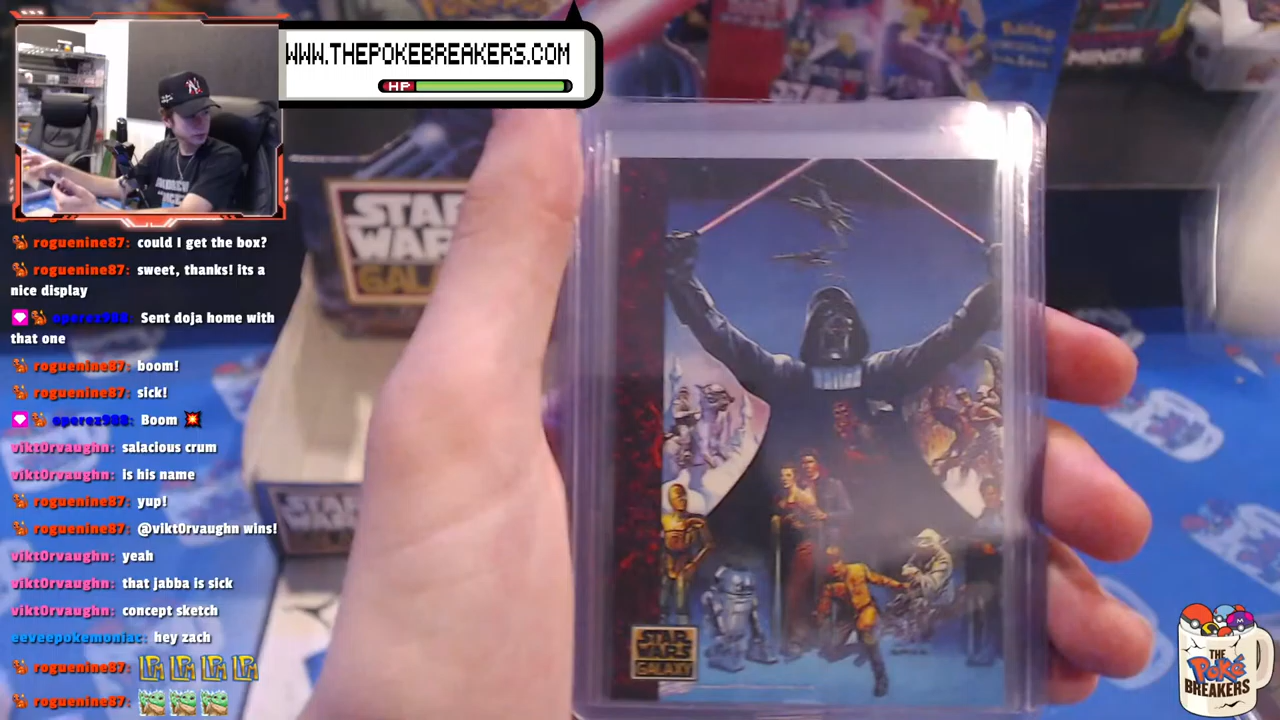 WWW.THEPOKEBREAKERS.COM
HP
STAR
WARS
GALAXY
roguenine87: could I get the box?
roguenine87: sweet, thanks! its a
nice display
aperez988: Sent doja home with
that one
roguenine87: boom!
roguenine87: sick!
aperez988: Boom
vikt0rvaughn: salacious crum
vikt0rvaughn: is his name
roguenine87: yup!
roguenine87: @vikt0rvaughn wins!
vikt0rvaughn: yeah
vikt0rvaughn: that jabba is sick
vikt0rvaughn: concept sketch
eeveepokemoniac: hey zach
roguenine87:
roguenine87:
STAR
WARS
GALAXY
THE
Poké
BREAKERS